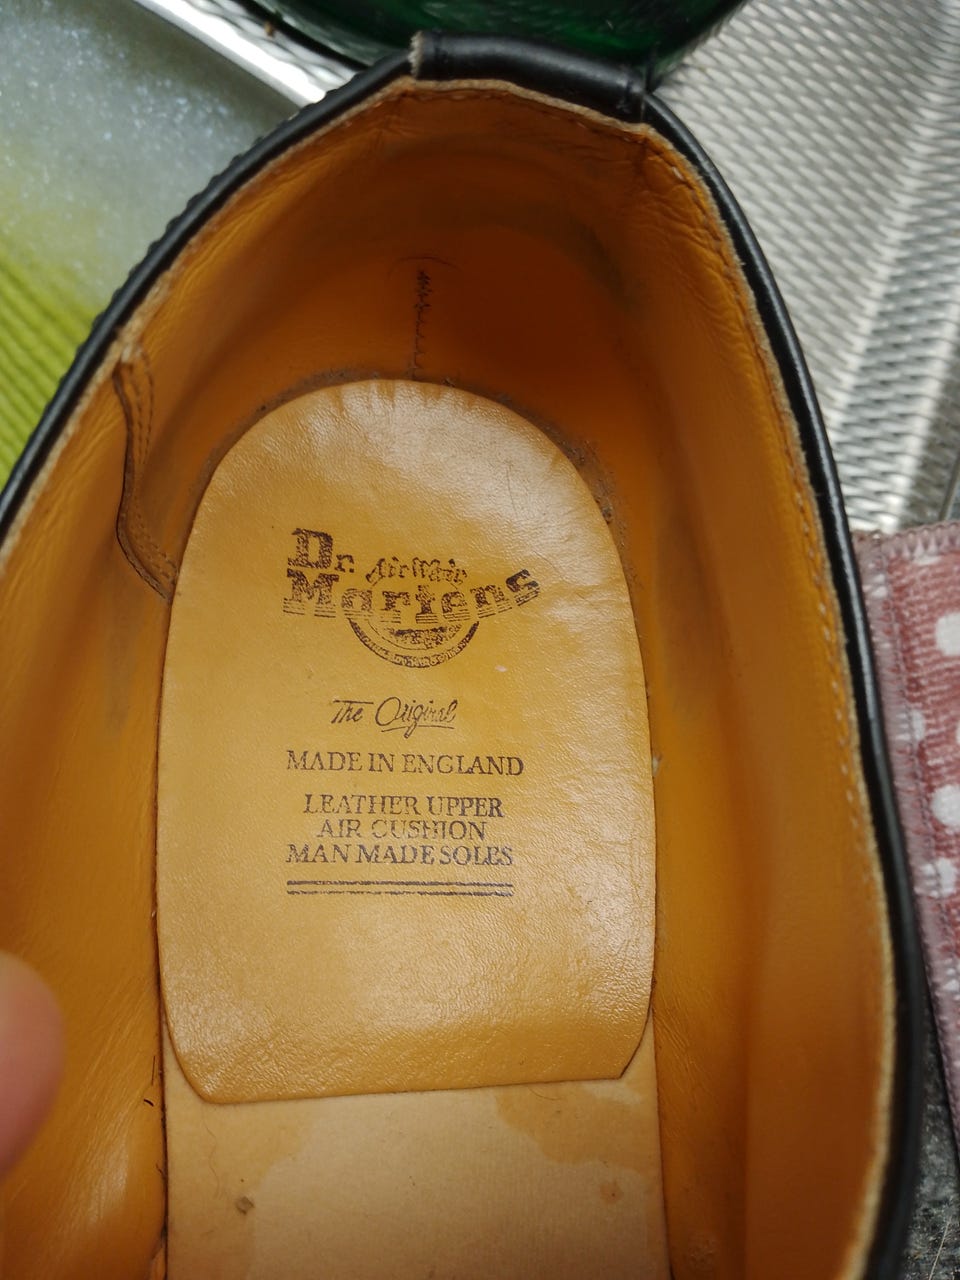 Dr.
AirWair
Martens
The Original
MADE IN ENGLAND
LEATHER UPPER
AIR CUSHION
MAN MADE SOLES